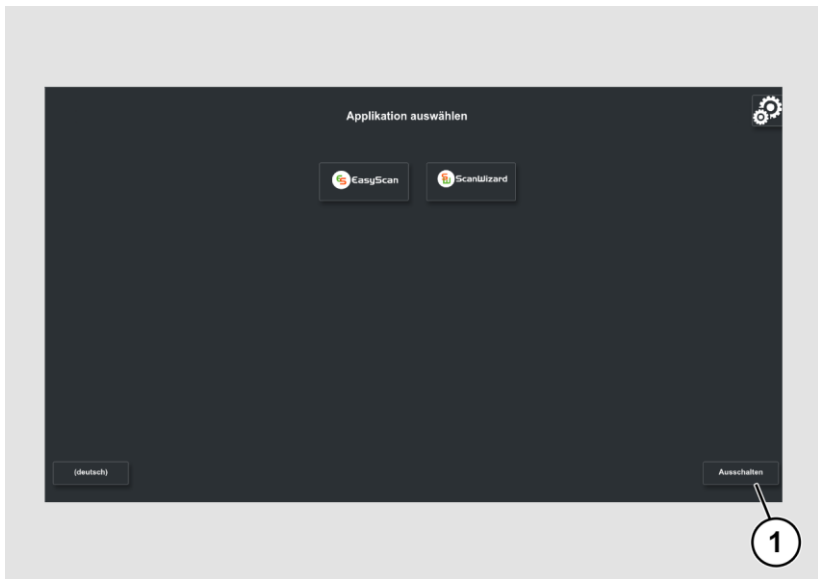 Applikation auswählen
EasyScan
ScanWizard
(deutsch)
Ausschalten
1